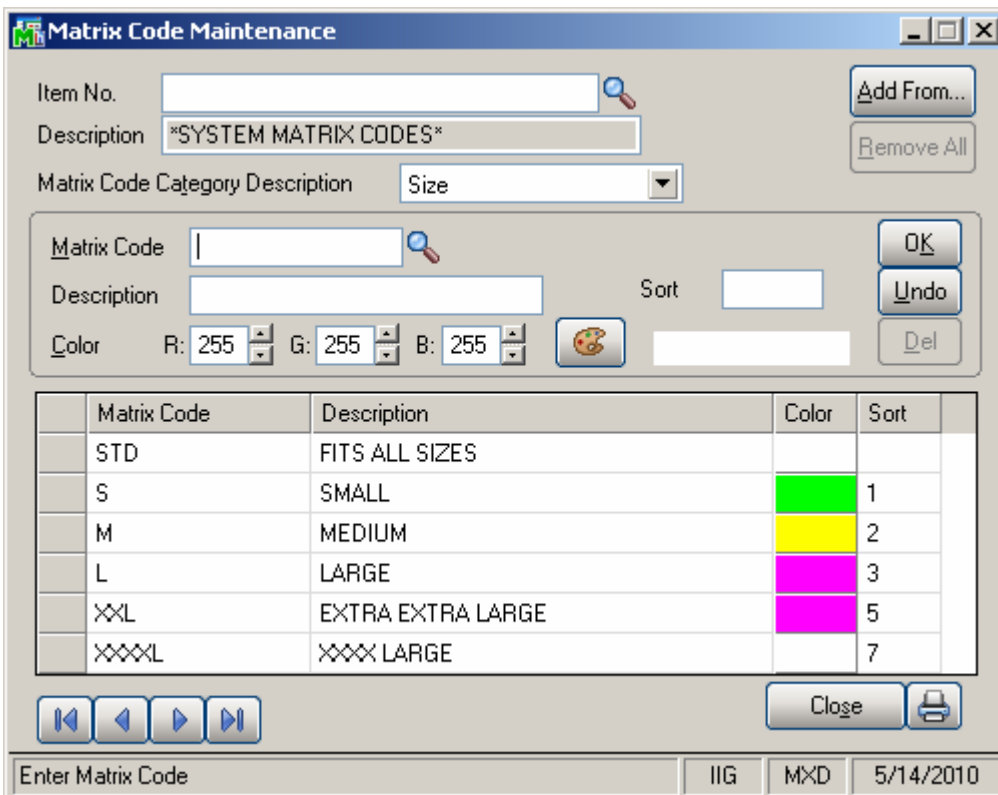 Matrix Code Maintenance
Item No. Add From...
Description *SYSTEM MATRIX CODES* Remove All
Matrix Code Category Description Size
Matrix Code OK
Description Sort Undo
Color R: 255 G: 255 B: 255 Del
Matrix Code Description Color Sort
STD FITS ALL SIZES
S SMALL 1
M MEDIUM 2
L LARGE 3
XXL EXTRA EXTRA LARGE 5
XXXXL XXXX LARGE 7
Close
Enter Matrix Code IIG MXD 5/14/2010